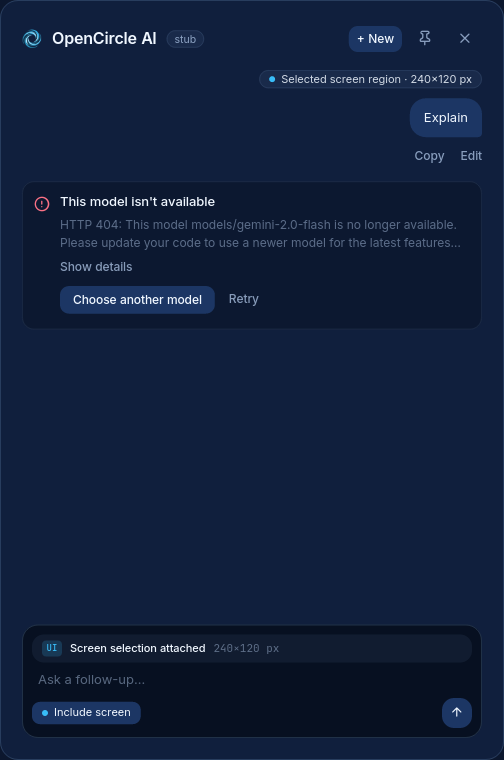 OpenCircle AI
stub
+ New
Selected screen region · 240×120 px
Explain
Copy
Edit
This model isn't available
HTTP 404: This model models/gemini-2.0-flash is no longer available.
Please update your code to use a newer model for the latest features...
Show details
Choose another model
Retry
UI
Screen selection attached
240×120 px
Ask a follow-up...
Include screen